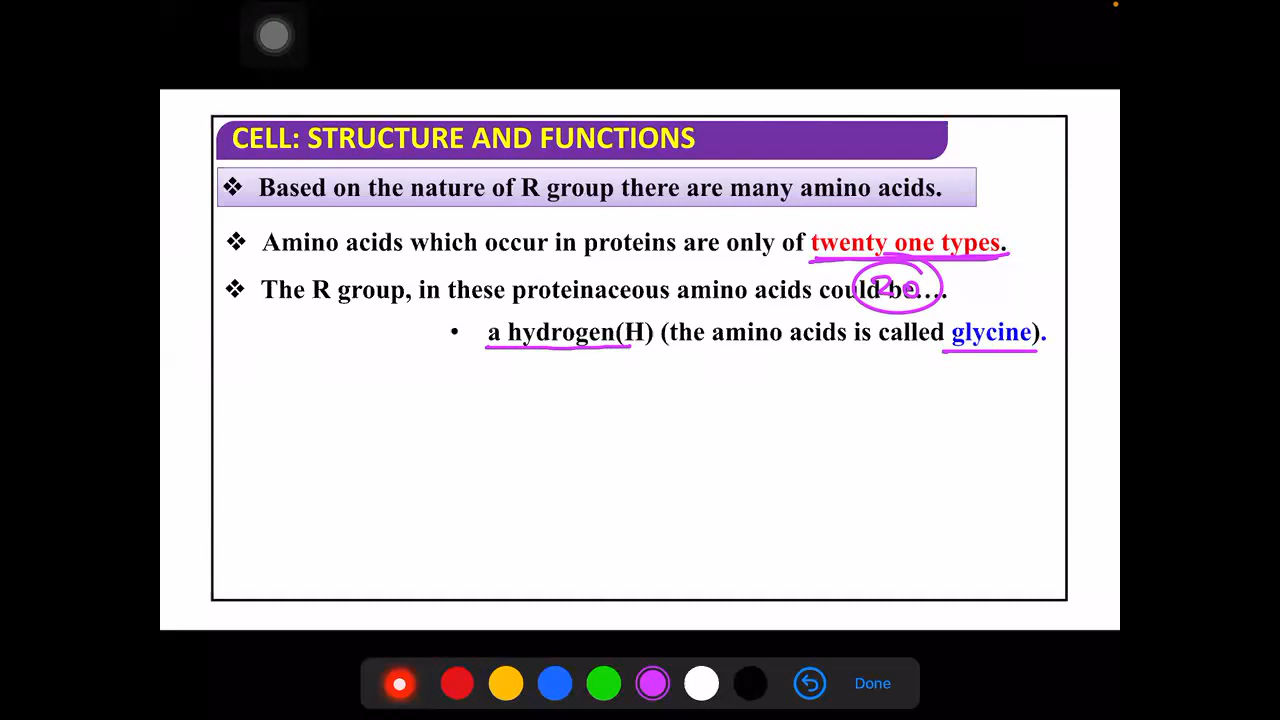 CELL: STRUCTURE AND FUNCTIONS
❖ Based on the nature of R group there are many amino acids.
❖ Amino acids which occur in proteins are only of twenty one types.
❖ The R group, in these proteinaceous amino acids could be….
20
• a hydrogen(H) (the amino acids is called glycine).
Done